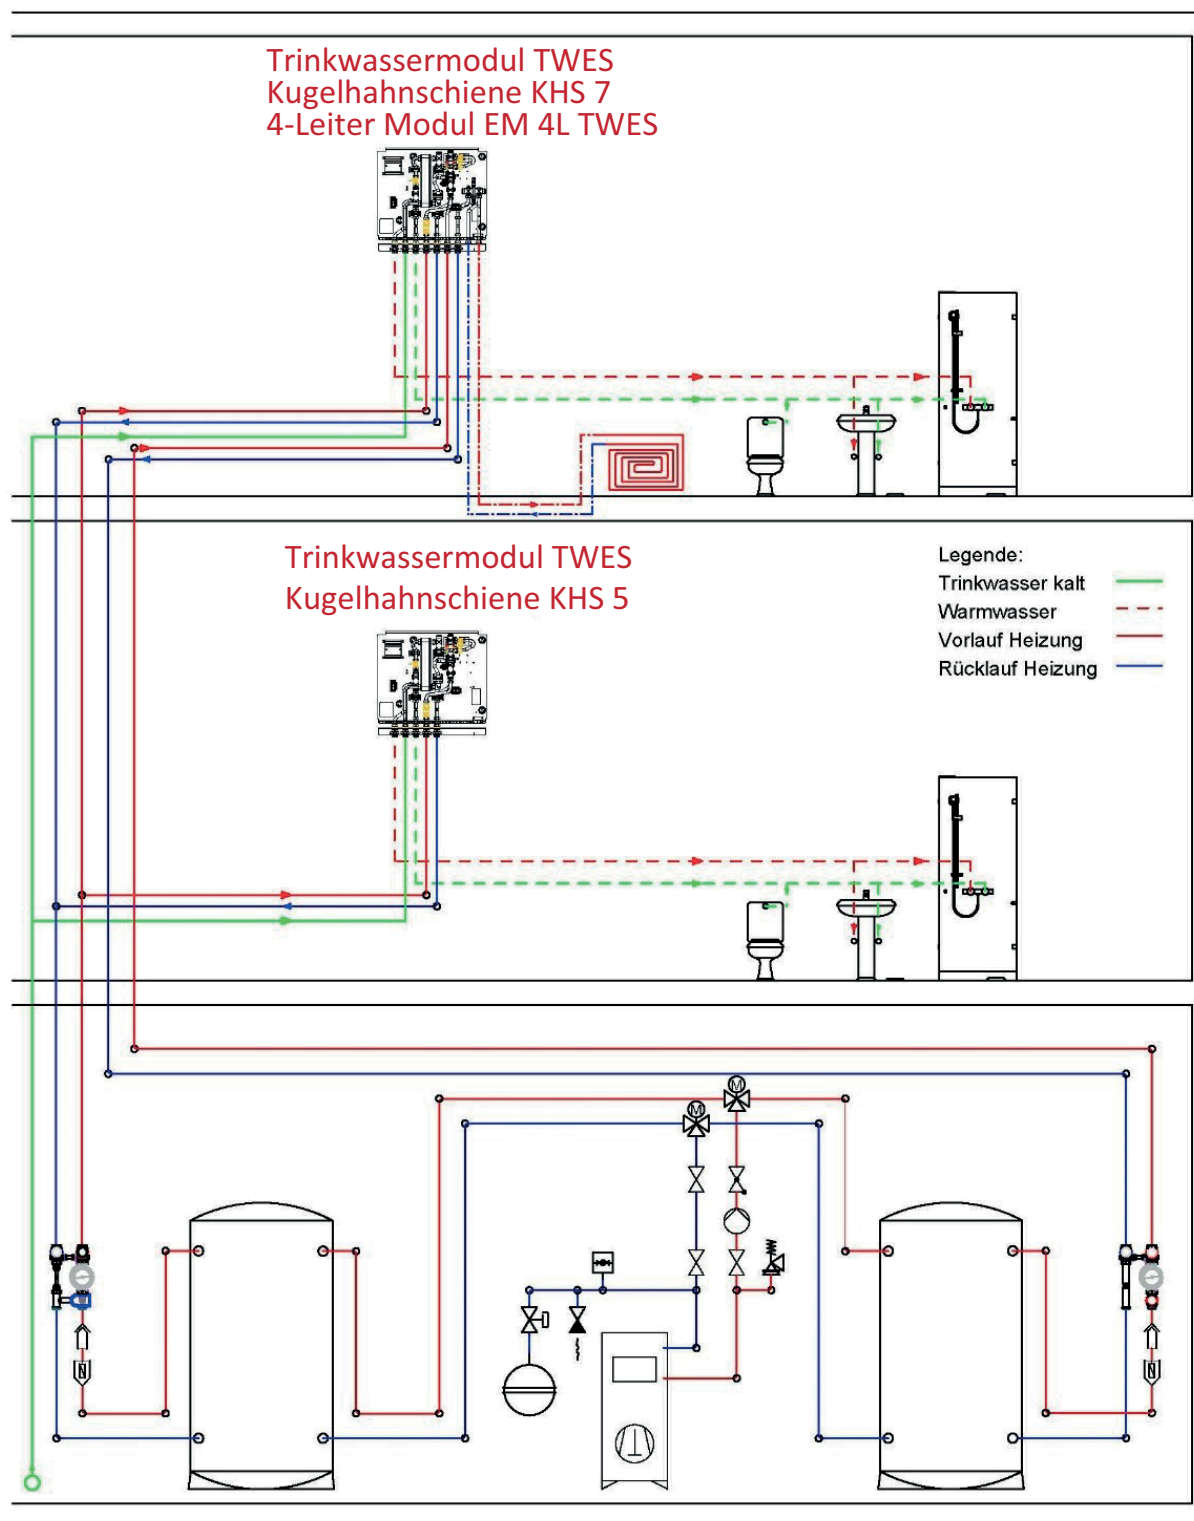 Trinkwassermodul TWES
Kugelhahnschiene KHS 7
4-Leiter Modul EM 4L TWES
Trinkwassermodul TWES
Kugelhahnschiene KHS 5
Legende:
Trinkwasser kalt
Warmwasser
Vorlauf Heizung
Rücklauf Heizung
M
M